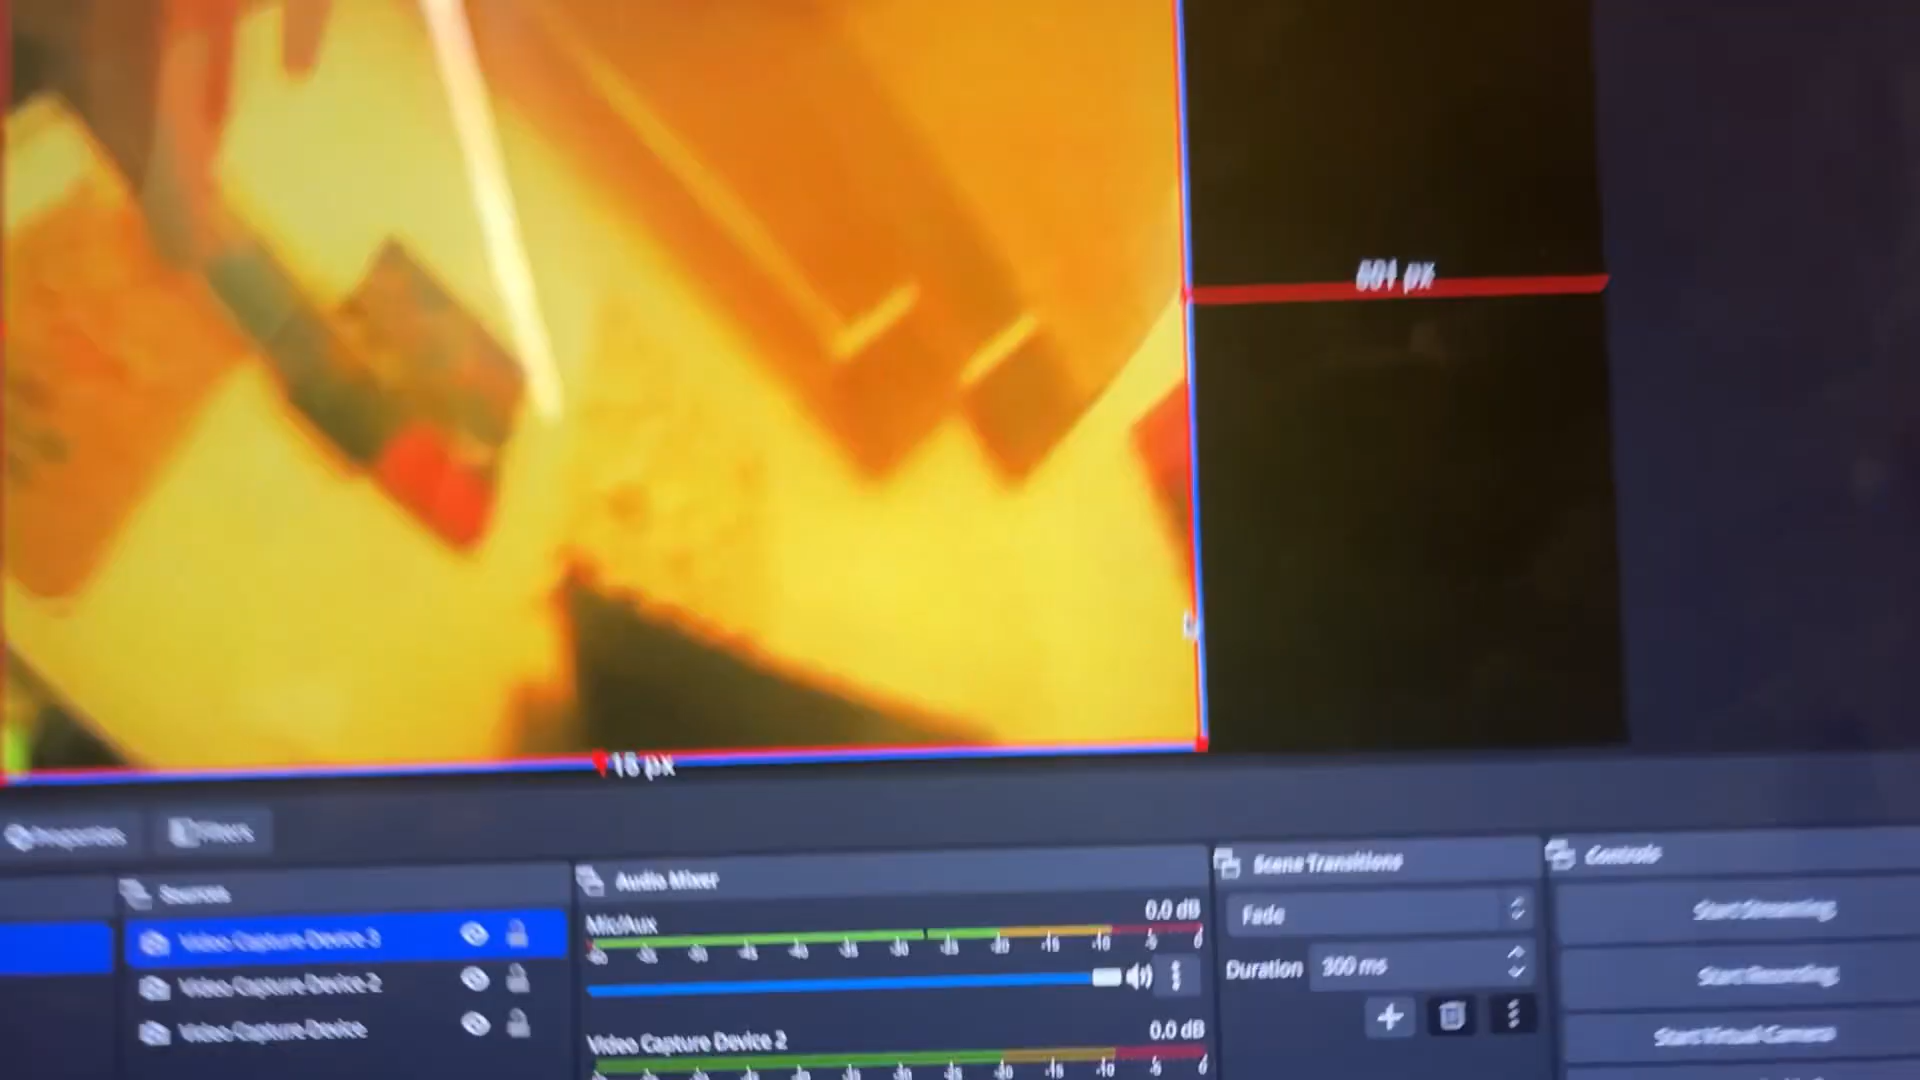 px
16 px
Properties
Filters
Sources
Audio Mixer
Scene Transitions
Controls
Video Capture Device 3
Video Capture Device 2
Video Capture Device
Mic/Aux
0.0 dB
Video Capture Device 2
0.0 dB
Fade
Duration
300 ms
Start Streaming
Start Recording
Start Virtual Camera